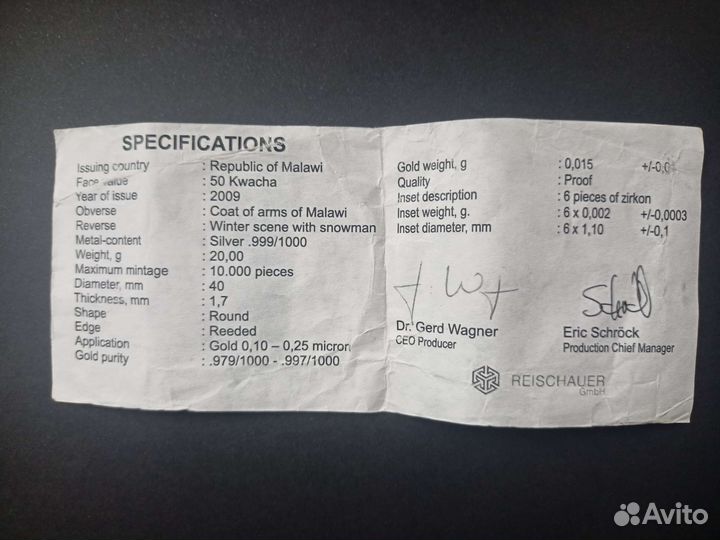 SPECIFICATIONS
Issuing country : Republic of Malawi
Face value : 50 Kwacha
Year of issue : 2009
Obverse : Coat of arms of Malawi
Reverse : Winter scene with snowman
Metal-content : Silver .999/1000
Weight, g : 20,00
Maximum mintage : 10.000 pieces
Diameter, mm : 40
Thickness, mm : 1,7
Shape : Round
Edge : Reeded
Application : Gold 0,10 – 0,25 micron
Gold purity : .979/1000 - .997/1000
Gold weight, g : 0,015
Quality : Proof
Inset description : 6 pieces of zirkon
Inset weight, g. : 6 x 0,002 +/-0,0003
Inset diameter, mm : 6 x 1,10 +/-0,1
Dr. Gerd Wagner
CEO Producer
Eric Schröck
Production Chief Manager
REISCHAUER
GmbH
Avito